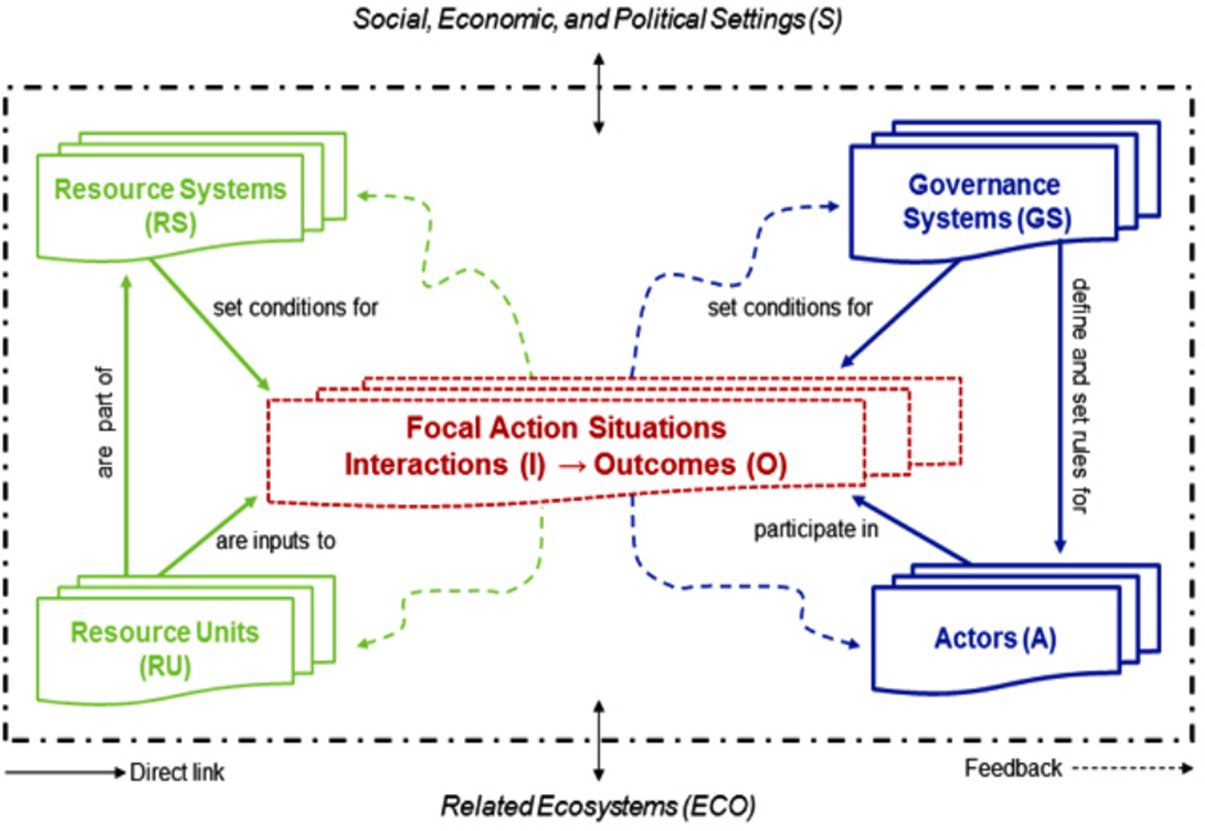 Social, Economic, and Political Settings (S)
Resource Systems
(RS)
Governance
Systems (GS)
set conditions for
set conditions for
are part of
define and set rules for
Focal Action Situations
Interactions (I) → Outcomes (O)
are inputs to
participate in
Resource Units
(RU)
Actors (A)
Direct link
Feedback
Related Ecosystems (ECO)